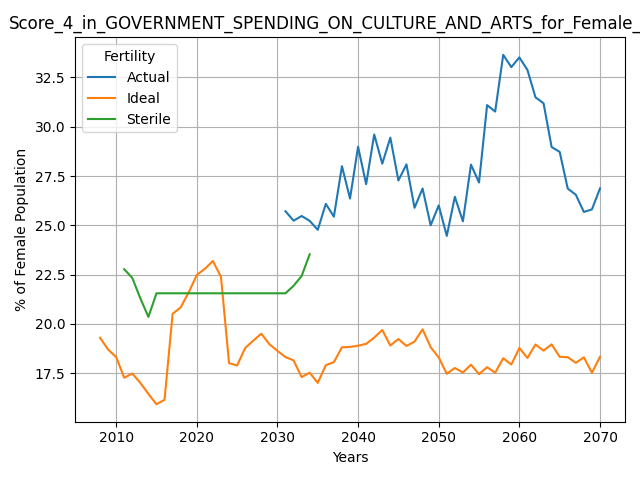 Score_4_in_GOVERNMENT_SPENDING_ON_CULTURE_AND_ARTS_for_Female_
Fertility
Actual
Ideal
Sterile
% of Female Population
32.5
30.0
27.5
25.0
22.5
20.0
17.5
2010 2020 2030 2040 2050 2060 2070
Years